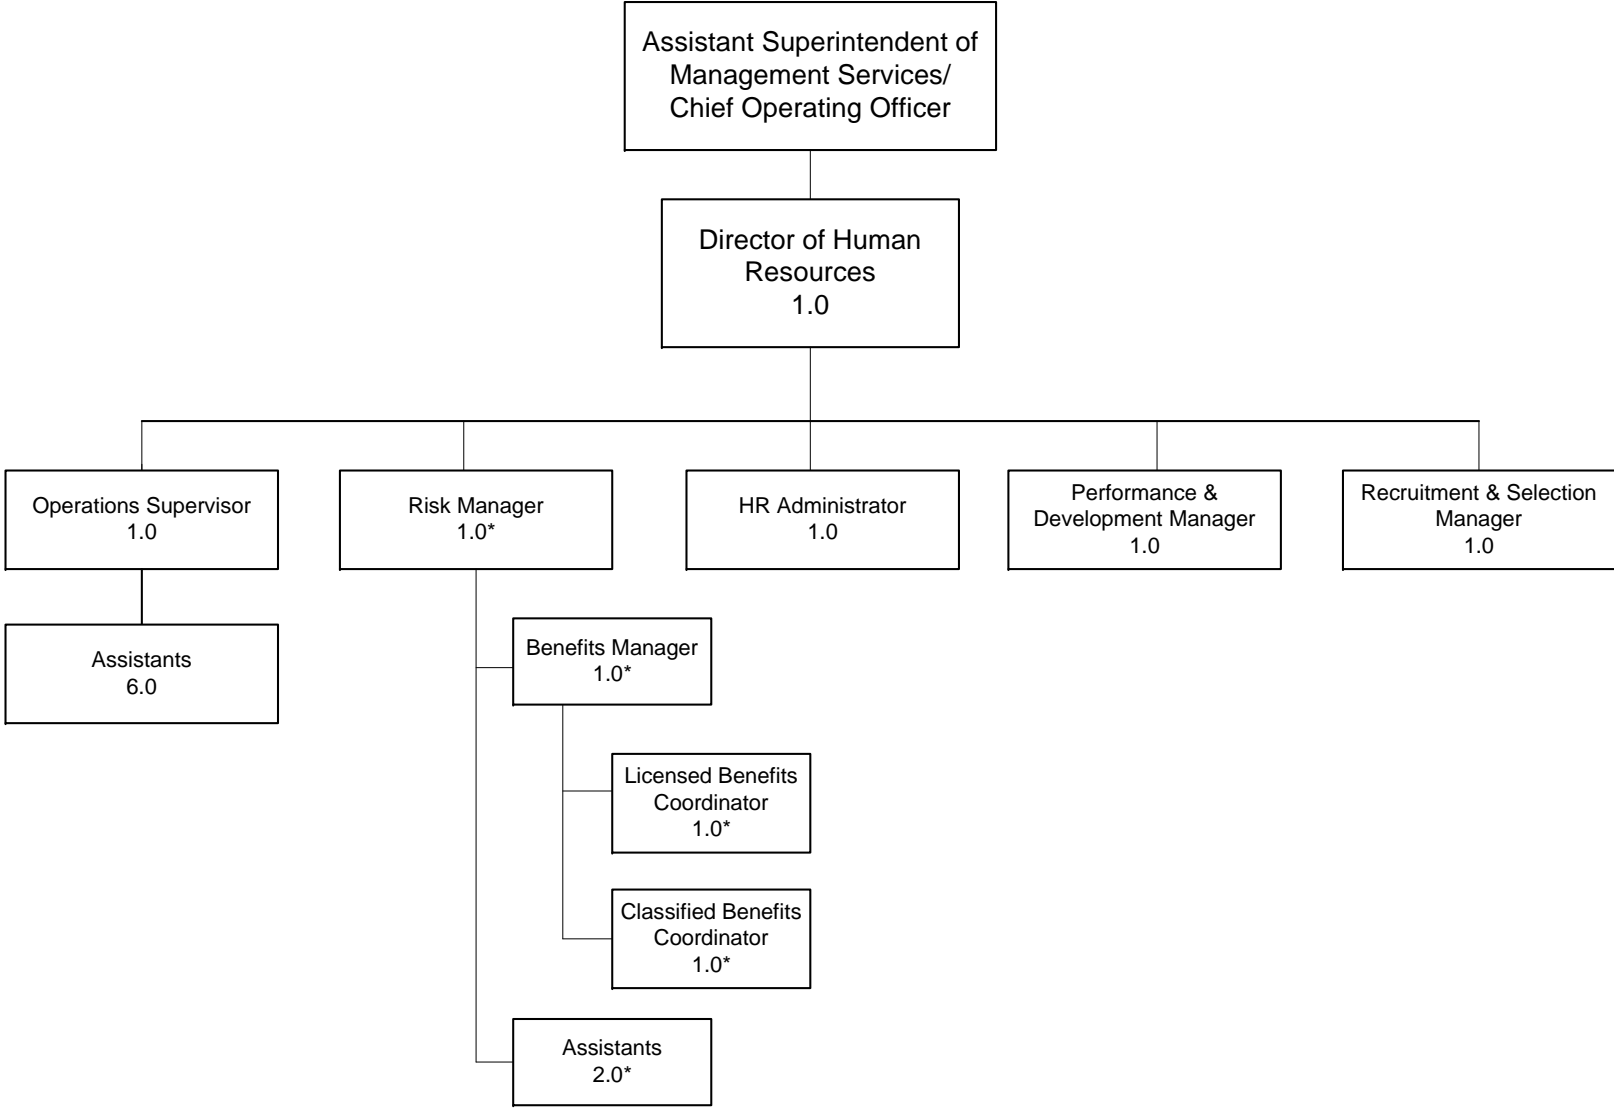 Assistant Superintendent of
Management Services/
Chief Operating Officer
Director of Human
Resources
1.0
Operations Supervisor
1.0
Risk Manager
1.0*
HR Administrator
1.0
Performance &
Development Manager
1.0
Recruitment & Selection
Manager
1.0
Assistants
6.0
Benefits Manager
1.0*
Licensed Benefits
Coordinator
1.0*
Classified Benefits
Coordinator
1.0*
Assistants
2.0*